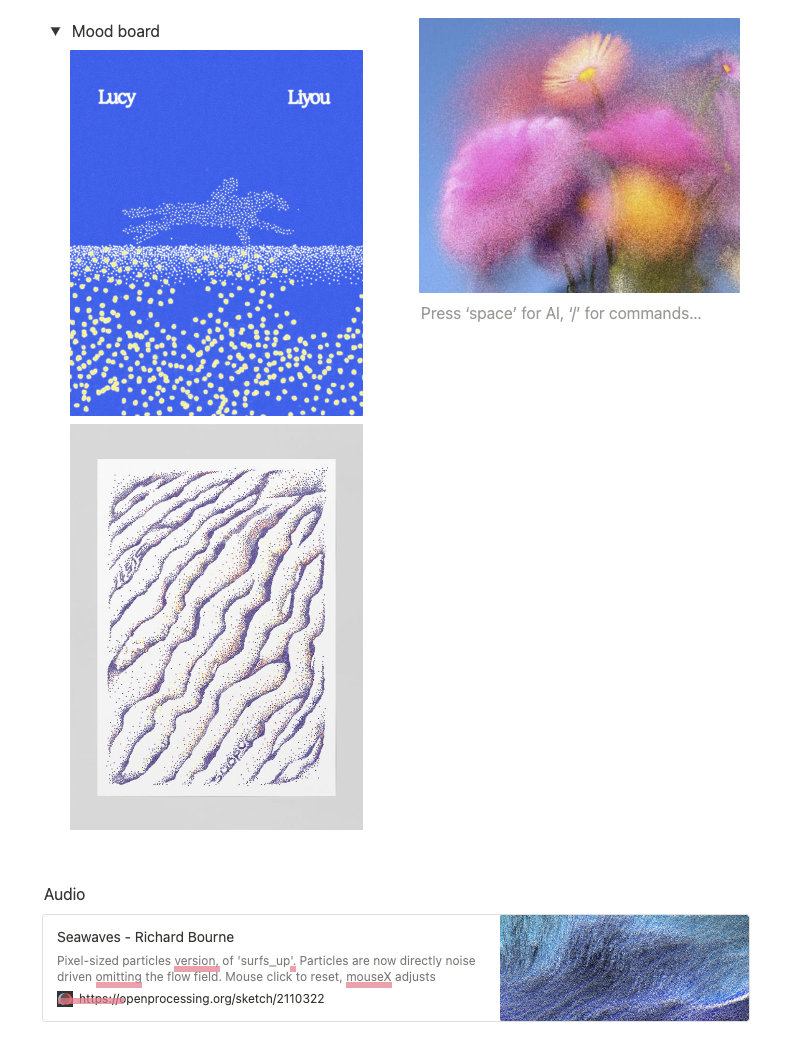 Mood board
Lucy
Liyou
Press ‘space’ for AI, ‘/’ for commands...
Audio
Seawaves - Richard Bourne
Pixel-sized particles version, of 'surfs_up'. Particles are now directly noise
driven omitting the flow field. Mouse click to reset, mouseX adjusts
https://openprocessing.org/sketch/2110322